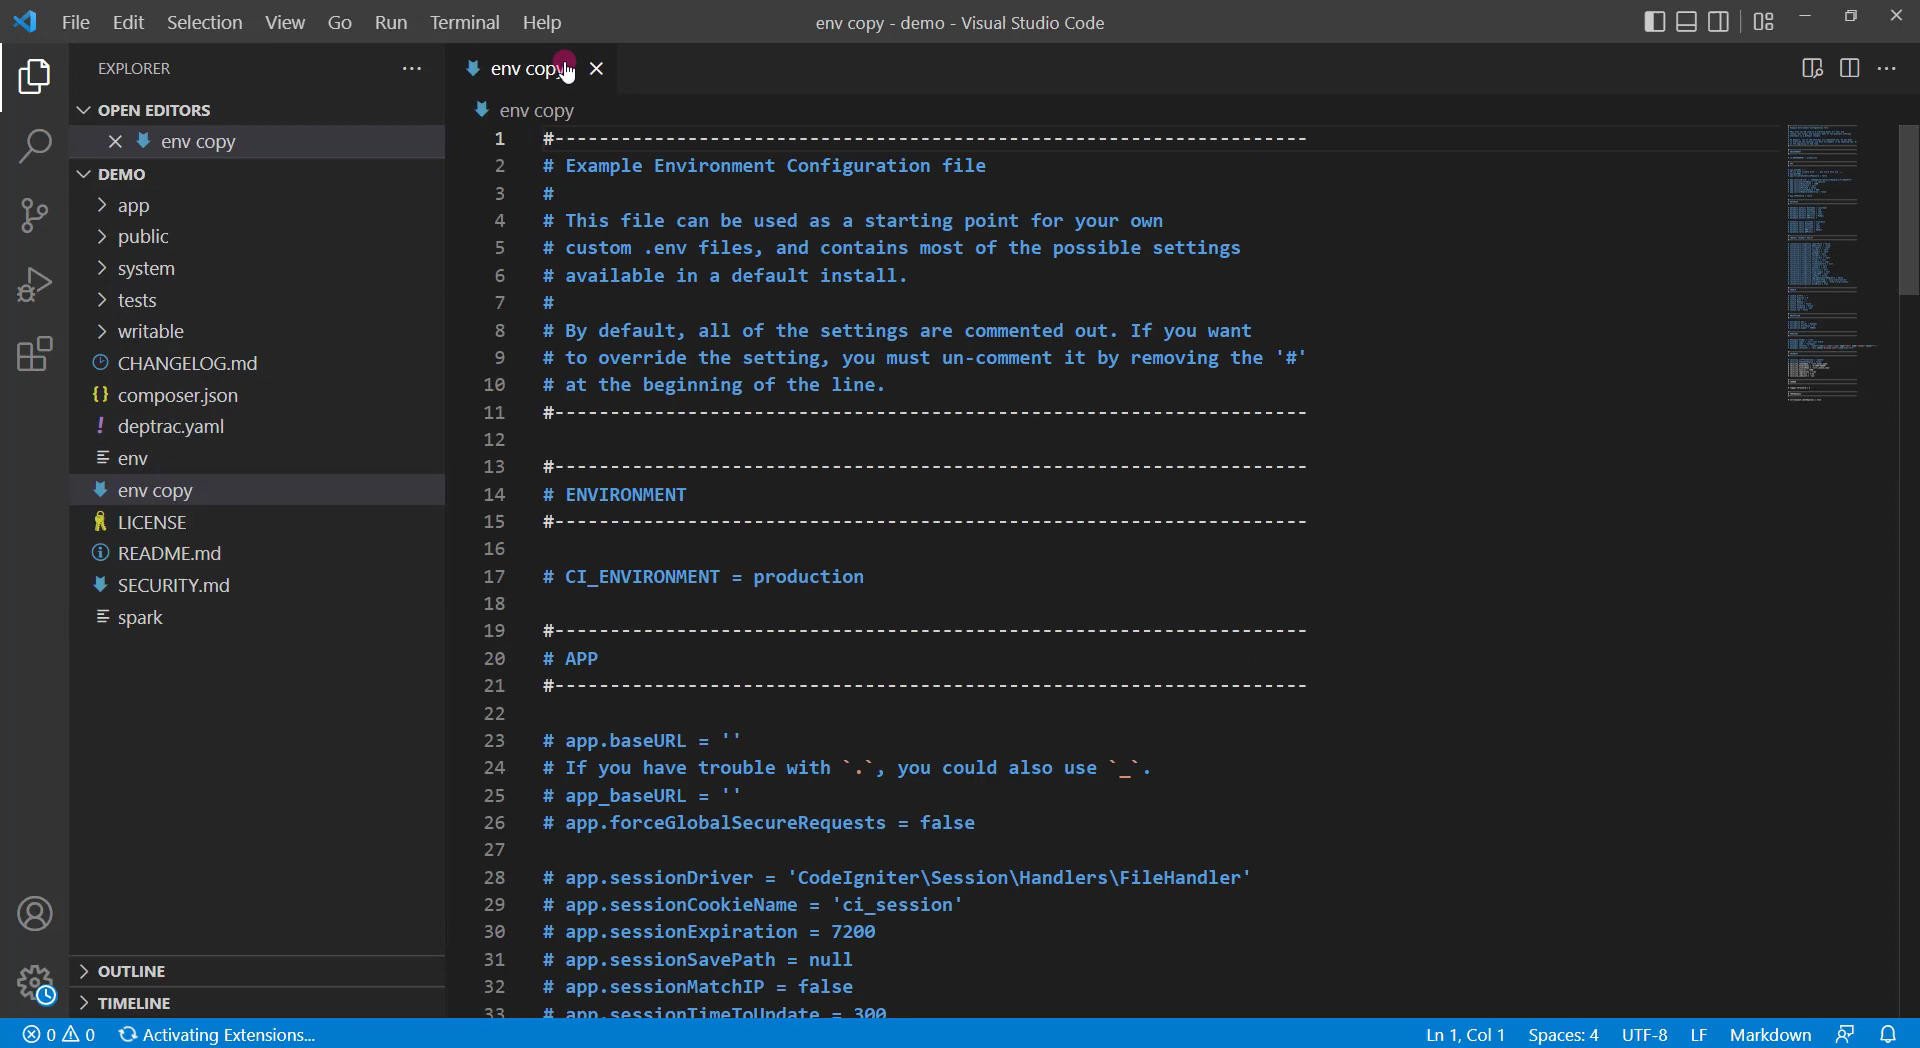 File Edit Selection View Go Run Terminal Help
env copy - demo - Visual Studio Code
EXPLORER
OPEN EDITORS
env copy
DEMO
app
public
system
tests
writable
CHANGELOG.md
composer.json
deptrac.yaml
env
env copy
LICENSE
README.md
SECURITY.md
spark
OUTLINE
TIMELINE
env copy
env copy
1 #--------------------------------------------------------------------
2 # Example Environment Configuration file
3 #
4 # This file can be used as a starting point for your own
5 # custom .env files, and contains most of the possible settings
6 # available in a default install.
7 #
8 # By default, all of the settings are commented out. If you want
9 # to override the setting, you must un-comment it by removing the '#'
10 # at the beginning of the line.
11 #--------------------------------------------------------------------
12
13 #--------------------------------------------------------------------
14 # ENVIRONMENT
15 #--------------------------------------------------------------------
16
17 # CI_ENVIRONMENT = production
18
19 #--------------------------------------------------------------------
20 # APP
21 #--------------------------------------------------------------------
22
23 # app.baseURL = ''
24 # If you have trouble with `.`, you could also use `_`.
25 # app_baseURL = ''
26 # app.forceGlobalSecureRequests = false
27
28 # app.sessionDriver = 'CodeIgniter\Session\Handlers\FileHandler'
29 # app.sessionCookieName = 'ci_session'
30 # app.sessionExpiration = 7200
31 # app.sessionSavePath = null
32 # app.sessionMatchIP = false
33 # app.sessionTimeToUpdate = 300
0 0 Activating Extensions...
Ln 1, Col 1 Spaces: 4 UTF-8 LF Markdown